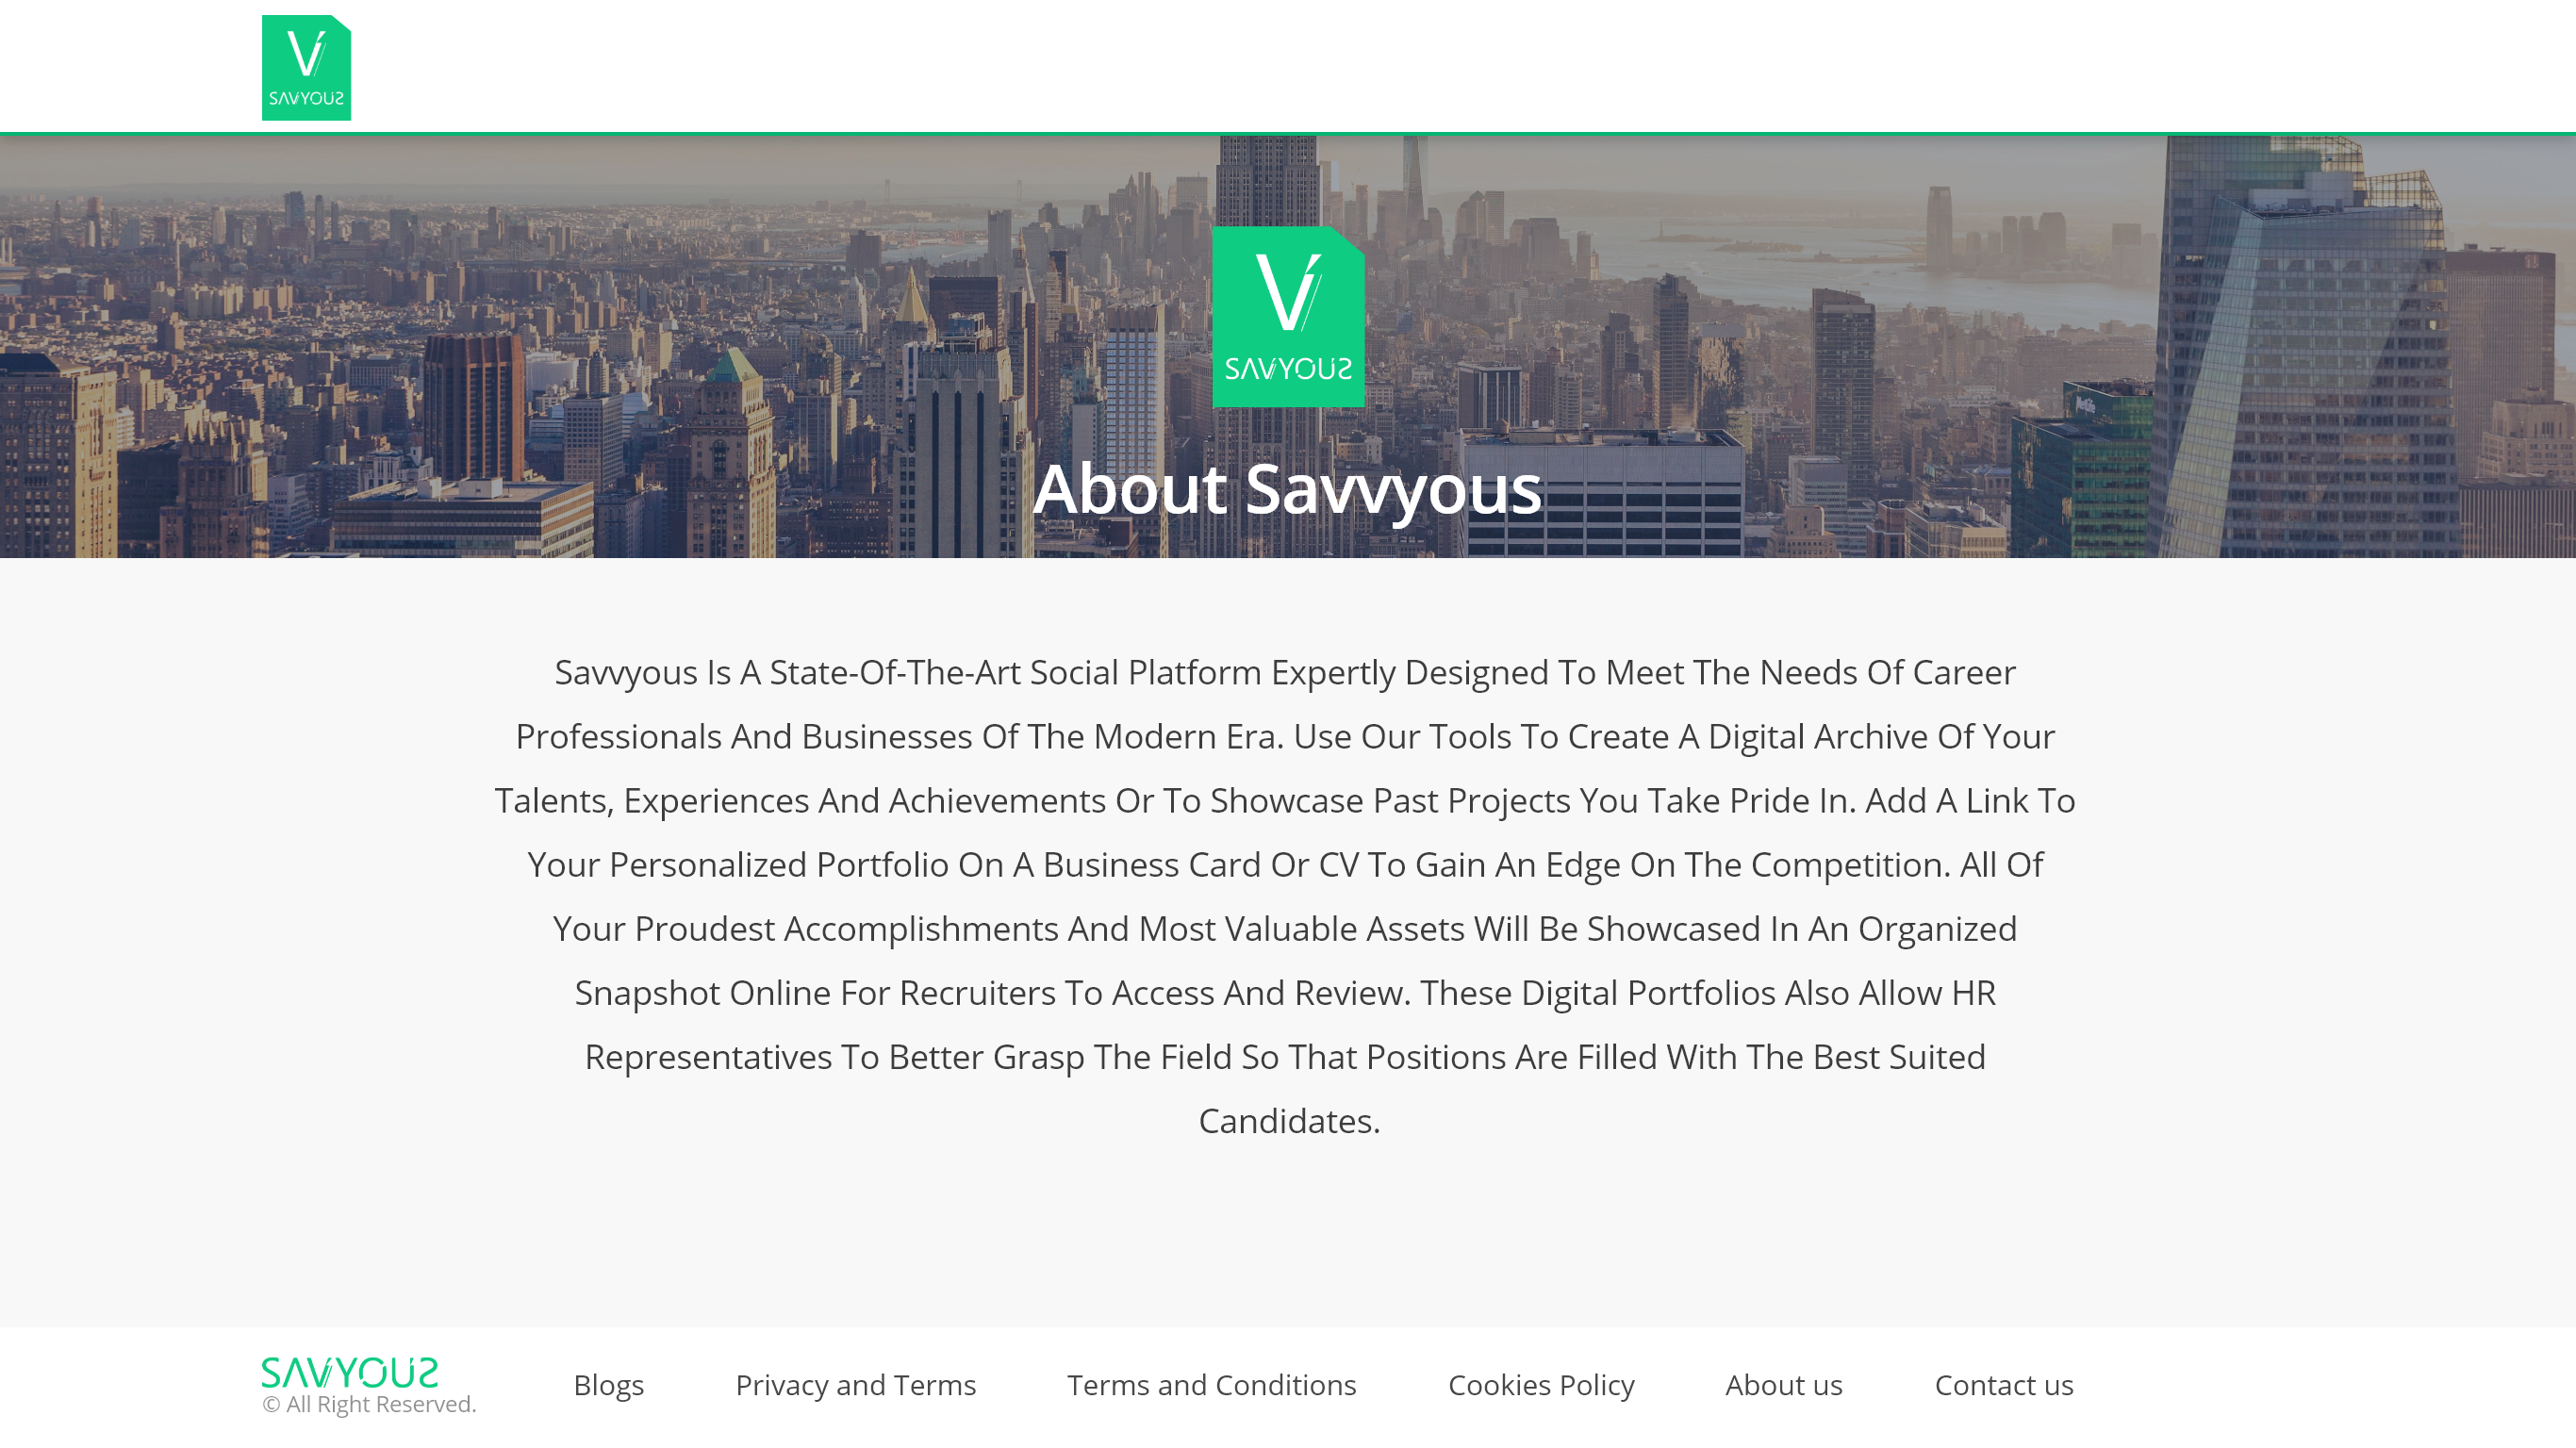 SAVVYOUS
SAVVYOUS
MetLife
About Savvyous
Savvyous Is A State-Of-The-Art Social Platform Expertly Designed To Meet The Needs Of Career
Professionals And Businesses Of The Modern Era. Use Our Tools To Create A Digital Archive Of Your
Talents, Experiences And Achievements Or To Showcase Past Projects You Take Pride In. Add A Link To
Your Personalized Portfolio On A Business Card Or CV To Gain An Edge On The Competition. All Of
Your Proudest Accomplishments And Most Valuable Assets Will Be Showcased In An Organized
Snapshot Online For Recruiters To Access And Review. These Digital Portfolios Also Allow HR
Representatives To Better Grasp The Field So That Positions Are Filled With The Best Suited
Candidates.
SAVVYOUS
© All Right Reserved.
Blogs
Privacy and Terms
Terms and Conditions
Cookies Policy
About us
Contact us